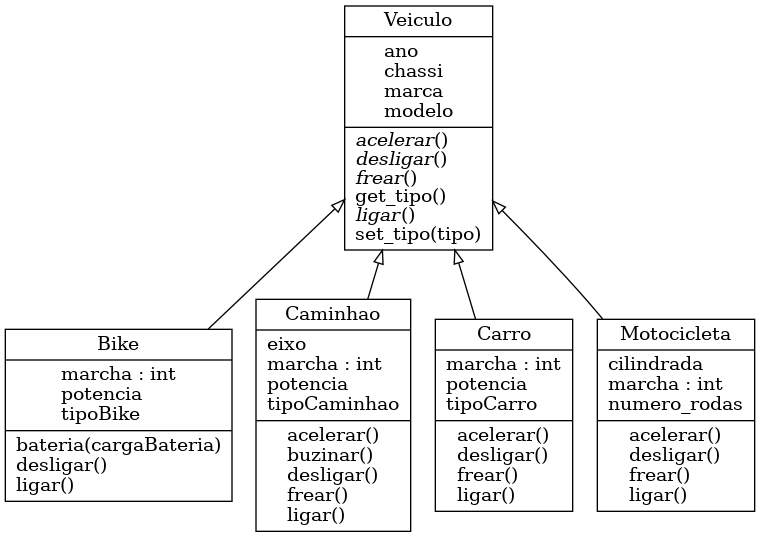 Veiculo
ano
chassi
marca
modelo
acelerar()
desligar()
frear()
get_tipo()
ligar()
set_tipo(tipo)
Bike
marcha : int
potencia
tipoBike
bateria(cargaBateria)
desligar()
ligar()
Caminhao
eixo
marcha : int
potencia
tipoCaminhao
acelerar()
buzinar()
desligar()
frear()
ligar()
Carro
marcha : int
potencia
tipoCarro
acelerar()
desligar()
frear()
ligar()
Motocicleta
cilindrada
marcha : int
numero_rodas
acelerar()
desligar()
frear()
ligar()